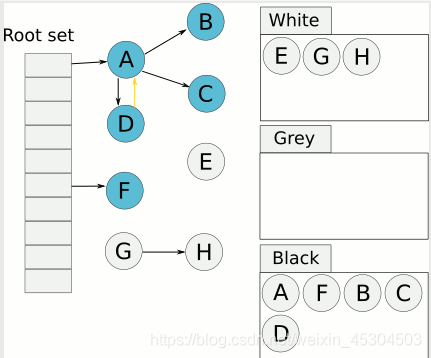 Root set
A
B
C
D
E
F
G
H
White
E G H
Grey
Black
A F B C
D
https://blog.csdn.net/weixin_45304503